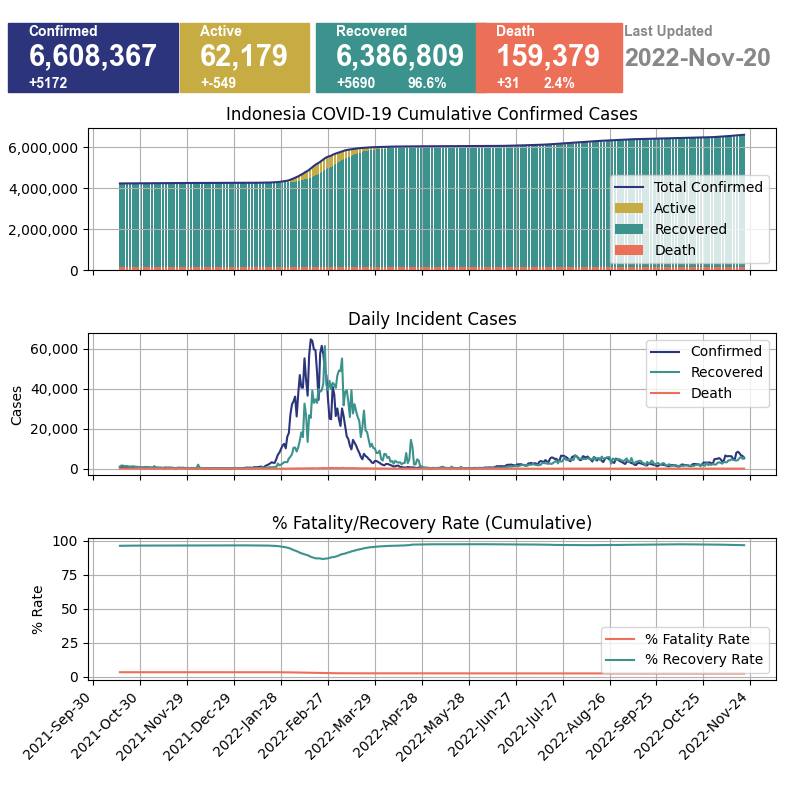 Confirmed
6,608,367
+5172
Active
62,179
+-549
Recovered
6,386,809
+5690 96.6%
Death
159,379
+31 2.4%
Last Updated
2022-Nov-20
Indonesia COVID-19 Cumulative Confirmed Cases
6,000,000
4,000,000
2,000,000
0
Total Confirmed
Active
Recovered
Death
Daily Incident Cases
Cases
60,000
40,000
20,000
0
Confirmed
Recovered
Death
% Fatality/Recovery Rate (Cumulative)
% Rate
100
75
50
25
0
% Fatality Rate
% Recovery Rate
2021-Sep-30
2021-Oct-30
2021-Nov-29
2021-Dec-29
2022-Jan-28
2022-Feb-27
2022-Mar-29
2022-Apr-28
2022-May-28
2022-Jun-27
2022-Jul-27
2022-Aug-26
2022-Sep-25
2022-Oct-25
2022-Nov-24